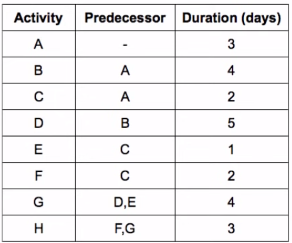 Activity Predecessor Duration (days)
A - 3
B A 4
C A 2
D B 5
E C 1
F C 2
G D,E 4
H F,G 3